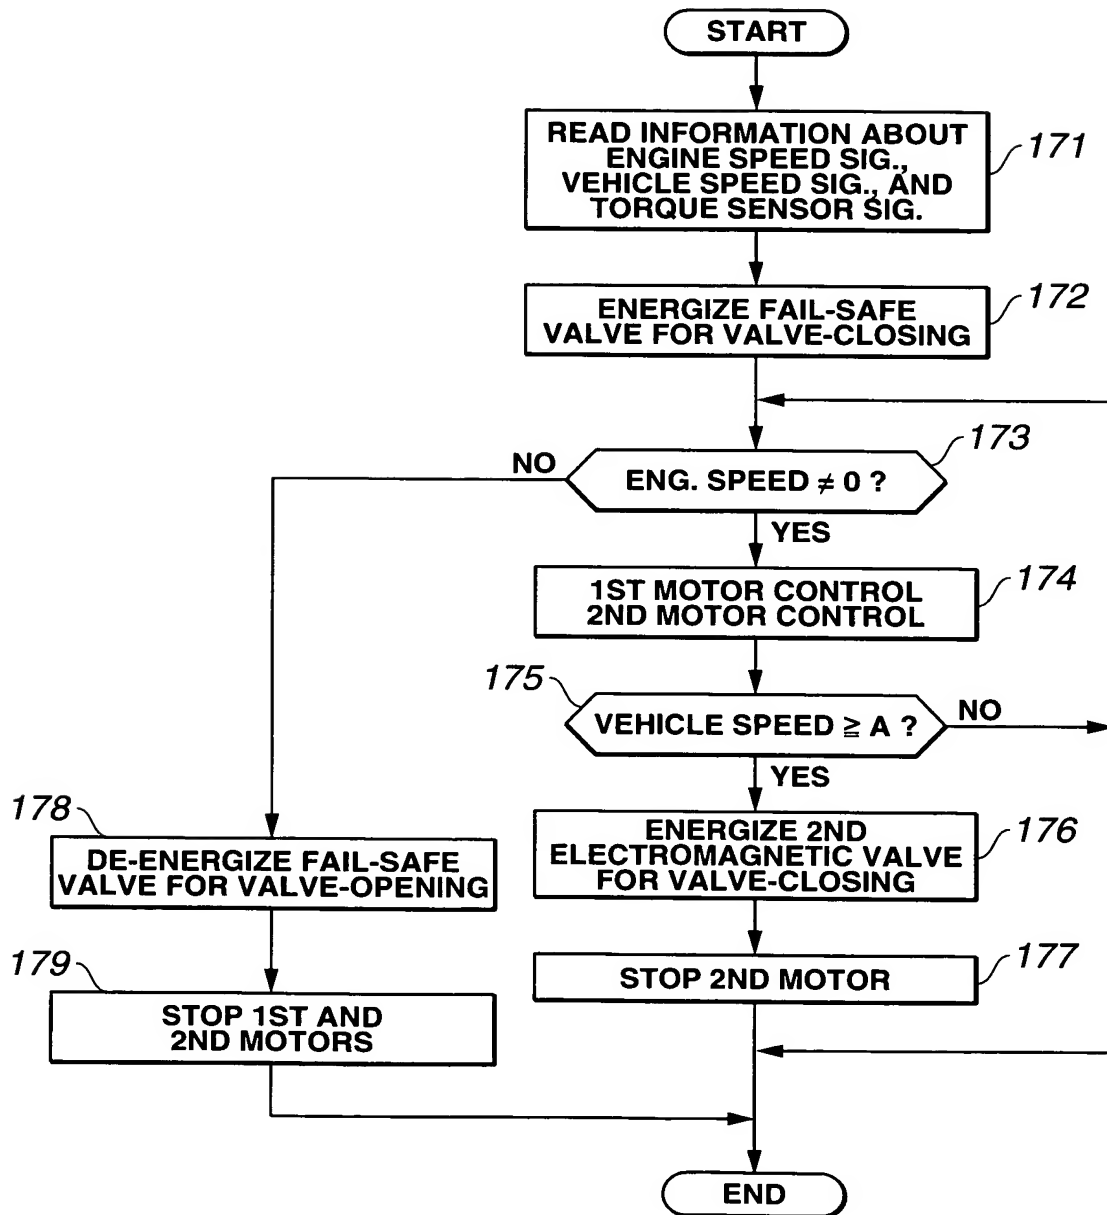 START
READ INFORMATION ABOUT
ENGINE SPEED SIG.,
VEHICLE SPEED SIG., AND
TORQUE SENSOR SIG.
171
ENERGIZE FAIL-SAFE
VALVE FOR VALVE-CLOSING
172
173
NO
ENG. SPEED ≠ 0 ?
YES
1ST MOTOR CONTROL
2ND MOTOR CONTROL
174
175
VEHICLE SPEED ≧ A ?
NO
YES
ENERGIZE 2ND
ELECTROMAGNETIC VALVE
FOR VALVE-CLOSING
176
178
DE-ENERGIZE FAIL-SAFE
VALVE FOR VALVE-OPENING
STOP 2ND MOTOR
177
179
STOP 1ST AND
2ND MOTORS
END